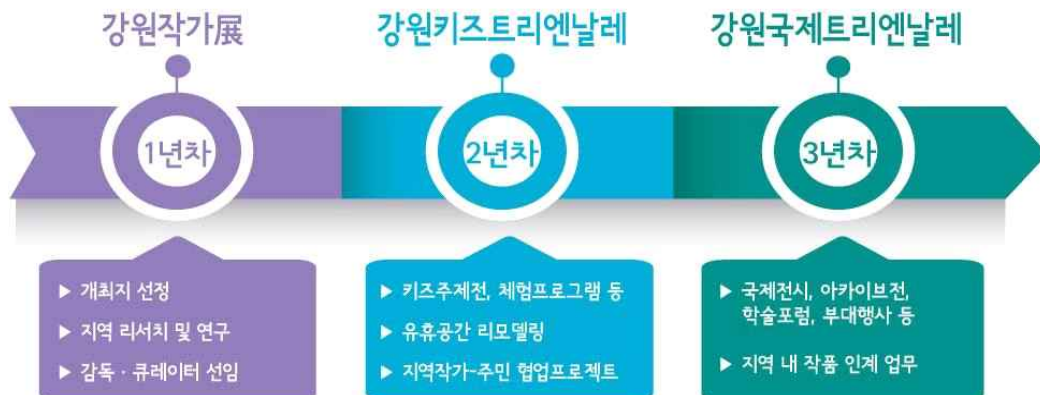 강원작가展
강원키즈트리엔날레
강원국제트리엔날레
1년차
2년차
3년차
▶ 개최지 선정
▶ 지역 리서치 및 연구
▶ 감독 · 큐레이터 선임
▶ 키즈주제전, 체험프로그램 등
▶ 유휴공간 리모델링
▶ 지역작가-주민 협업프로젝트
▶ 국제전시, 아카이브전,
학술포럼, 부대행사 등
▶ 지역 내 작품 인계 업무